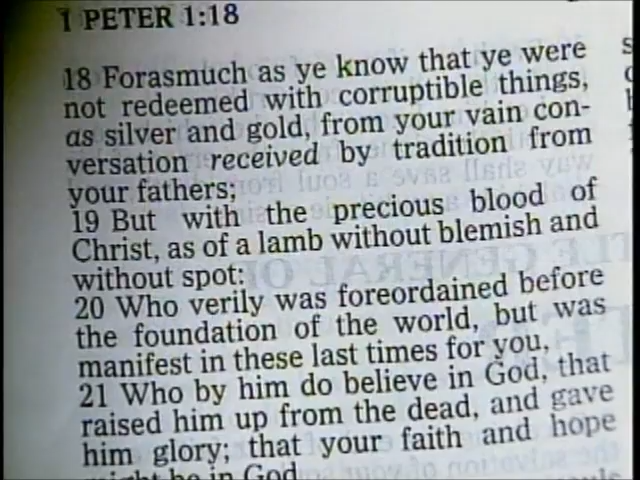 1 PETER 1:18
18 Forasmuch as ye know that ye were
not redeemed with corruptible things,
as silver and gold, from your vain con-
versation received by tradition from
your fathers;
19 But with the precious blood of
Christ, as of a lamb without blemish and
without spot:
20 Who verily was foreordained before
the foundation of the world, but was
manifest in these last times for you,
21 Who by him do believe in God, that
raised him up from the dead, and gave
him glory; that your faith and hope
might be in God